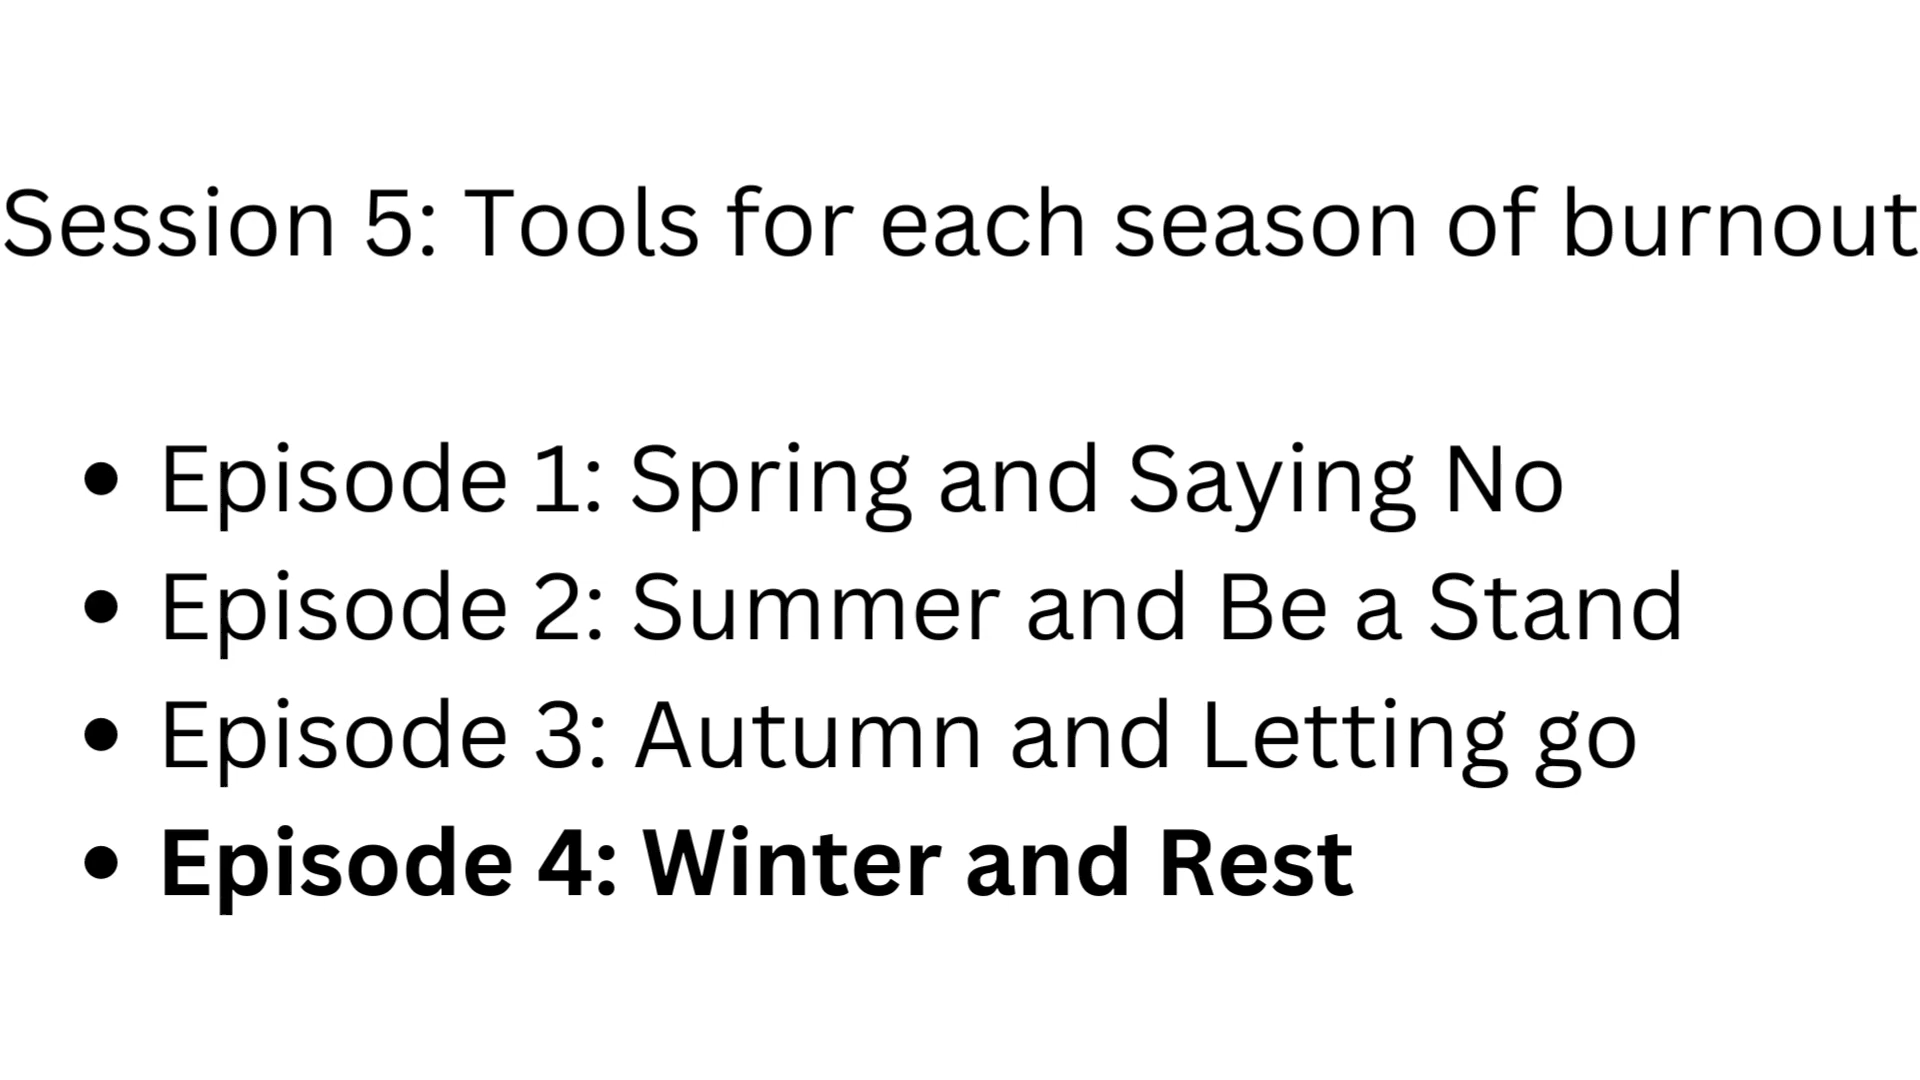 Session 5: Tools for each season of burnout
• Episode 1: Spring and Saying No
• Episode 2: Summer and Be a Stand
• Episode 3: Autumn and Letting go
• Episode 4: Winter and Rest